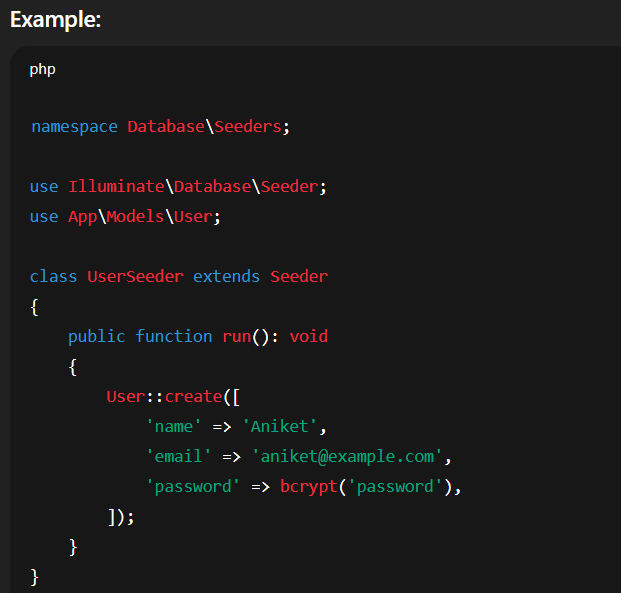 Example:
php
namespace Database\Seeders;
use Illuminate\Database\Seeder;
use App\Models\User;
class UserSeeder extends Seeder
{
    public function run(): void
    {
        User::create([
            'name' => 'Aniket',
            'email' => 'aniket@example.com',
            'password' => bcrypt('password'),
        ]);
    }
}